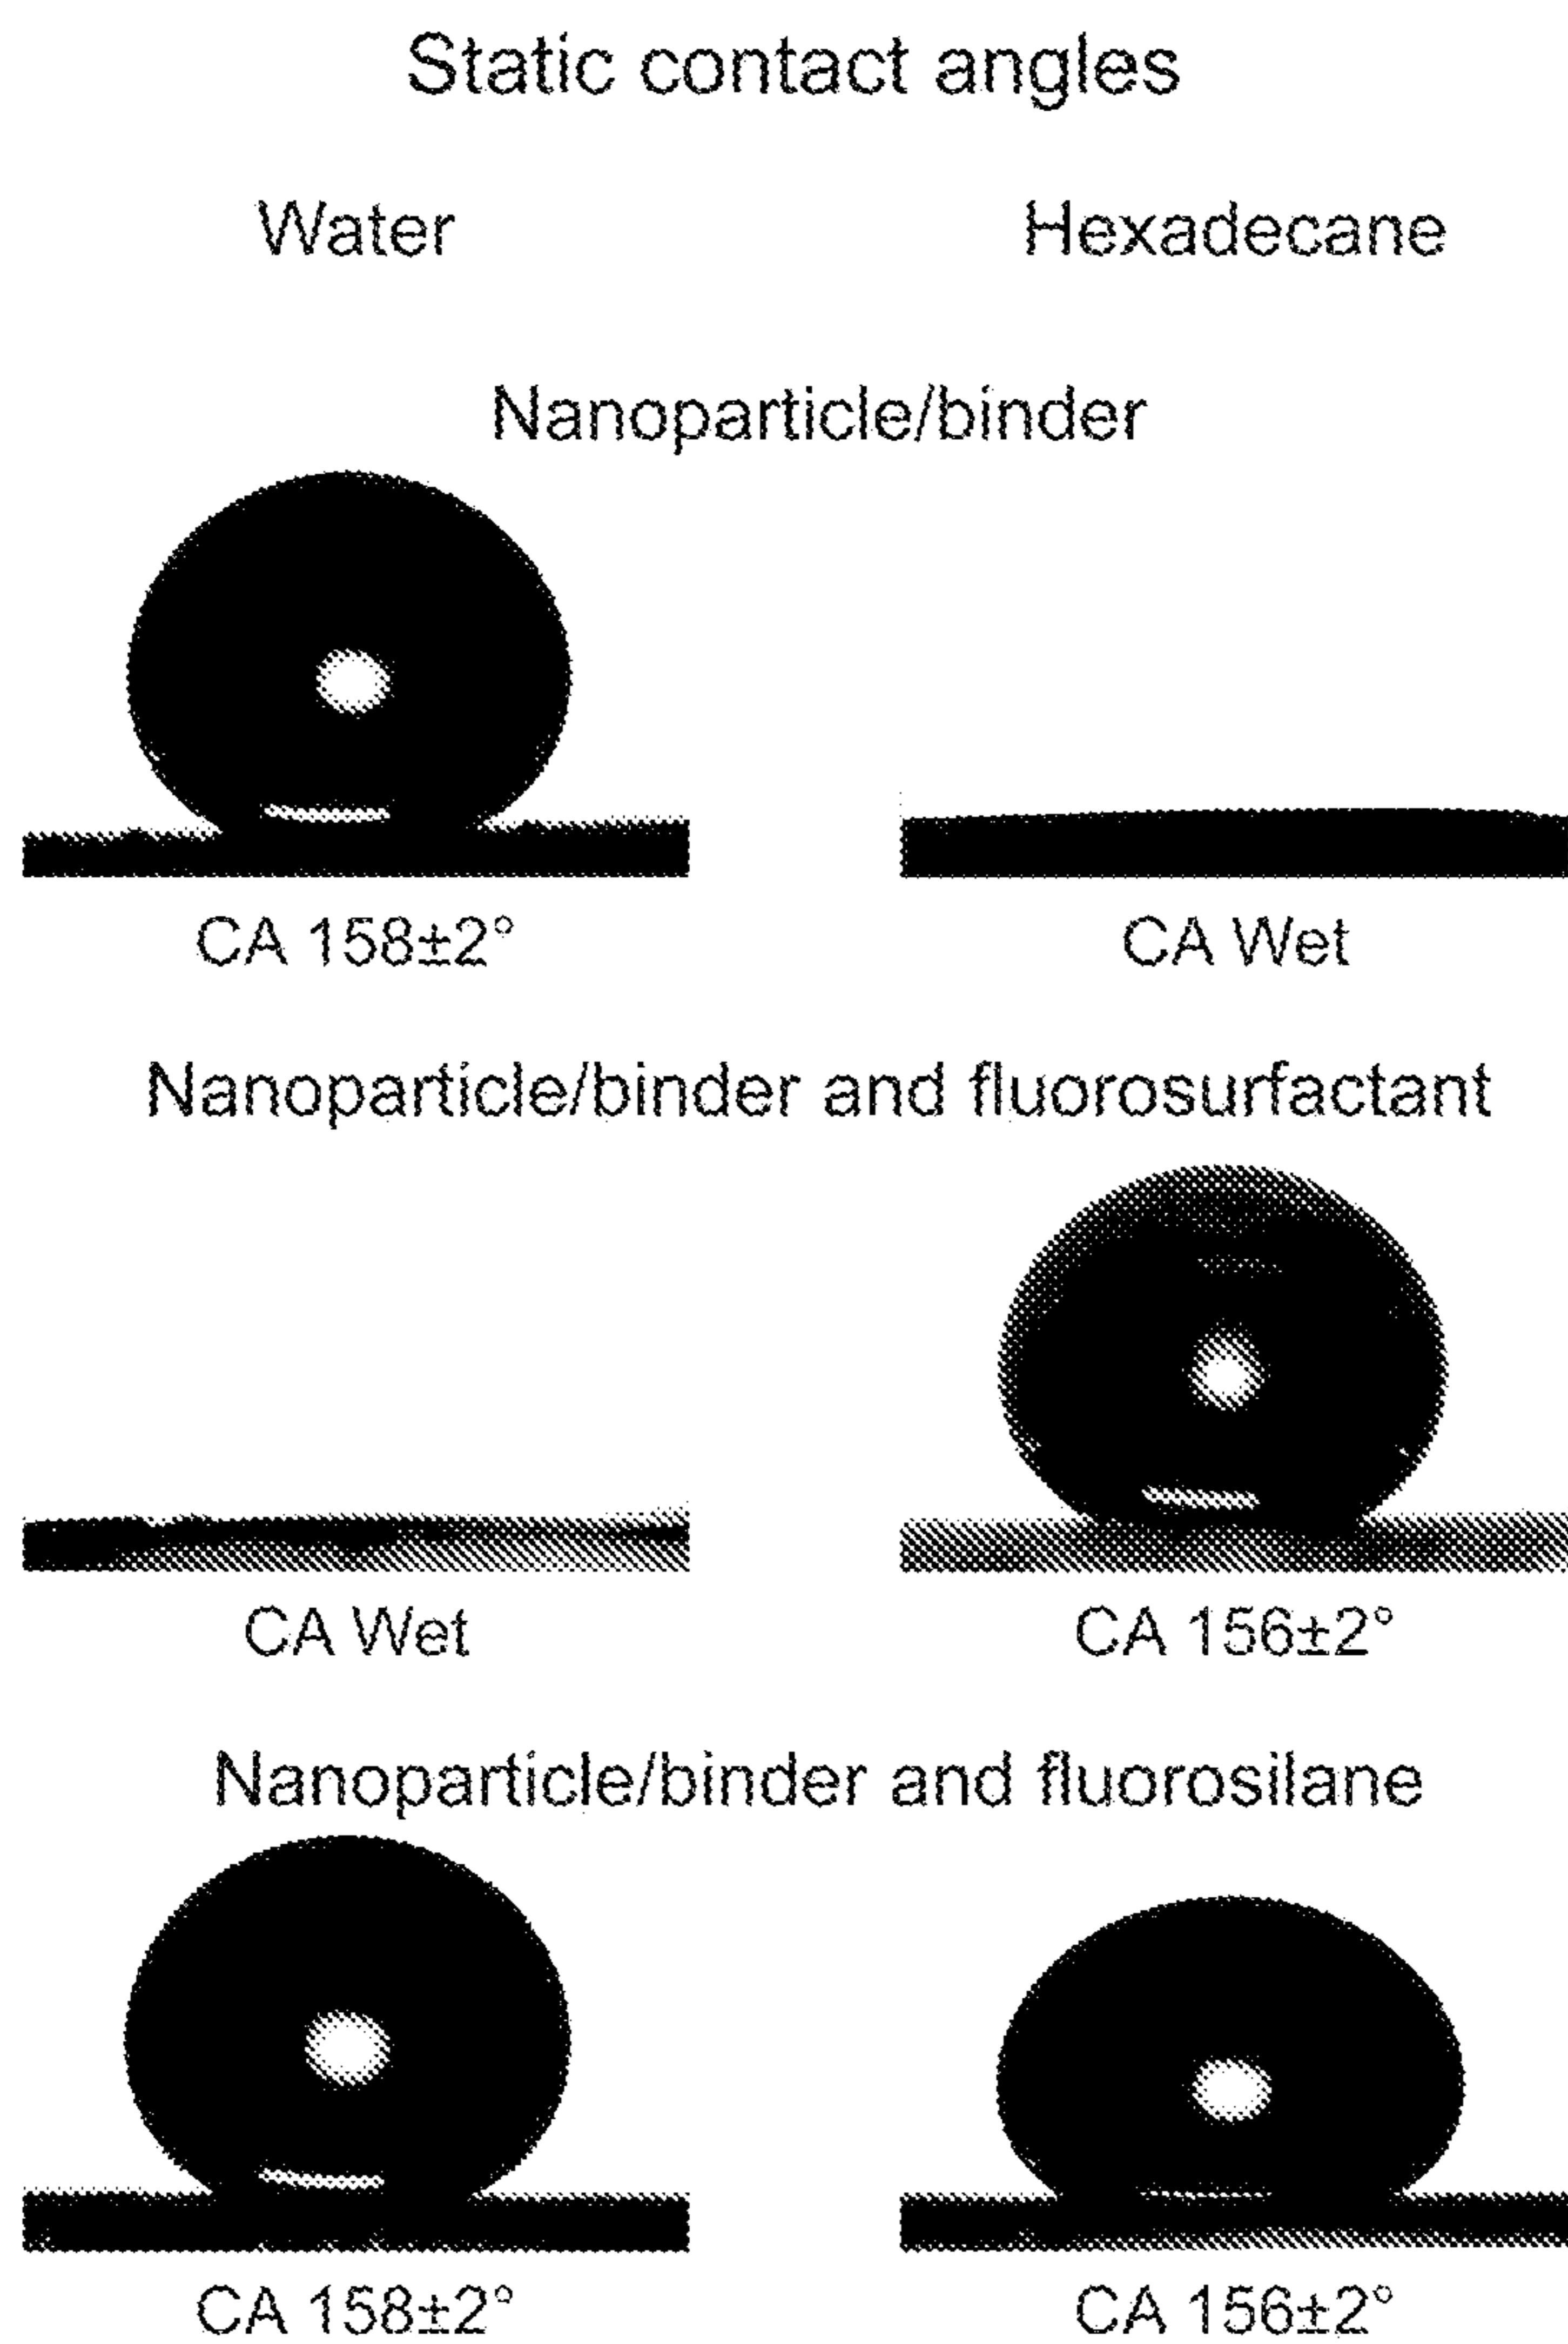 Static contact angles
Water Hexadecane
Nanoparticle/binder
CA 158±2° CA Wet
Nanoparticle/binder and fluorosurfactant
CA Wet CA 156±2°
Nanoparticle/binder and fluorosilane
CA 158±2° CA 156±2°